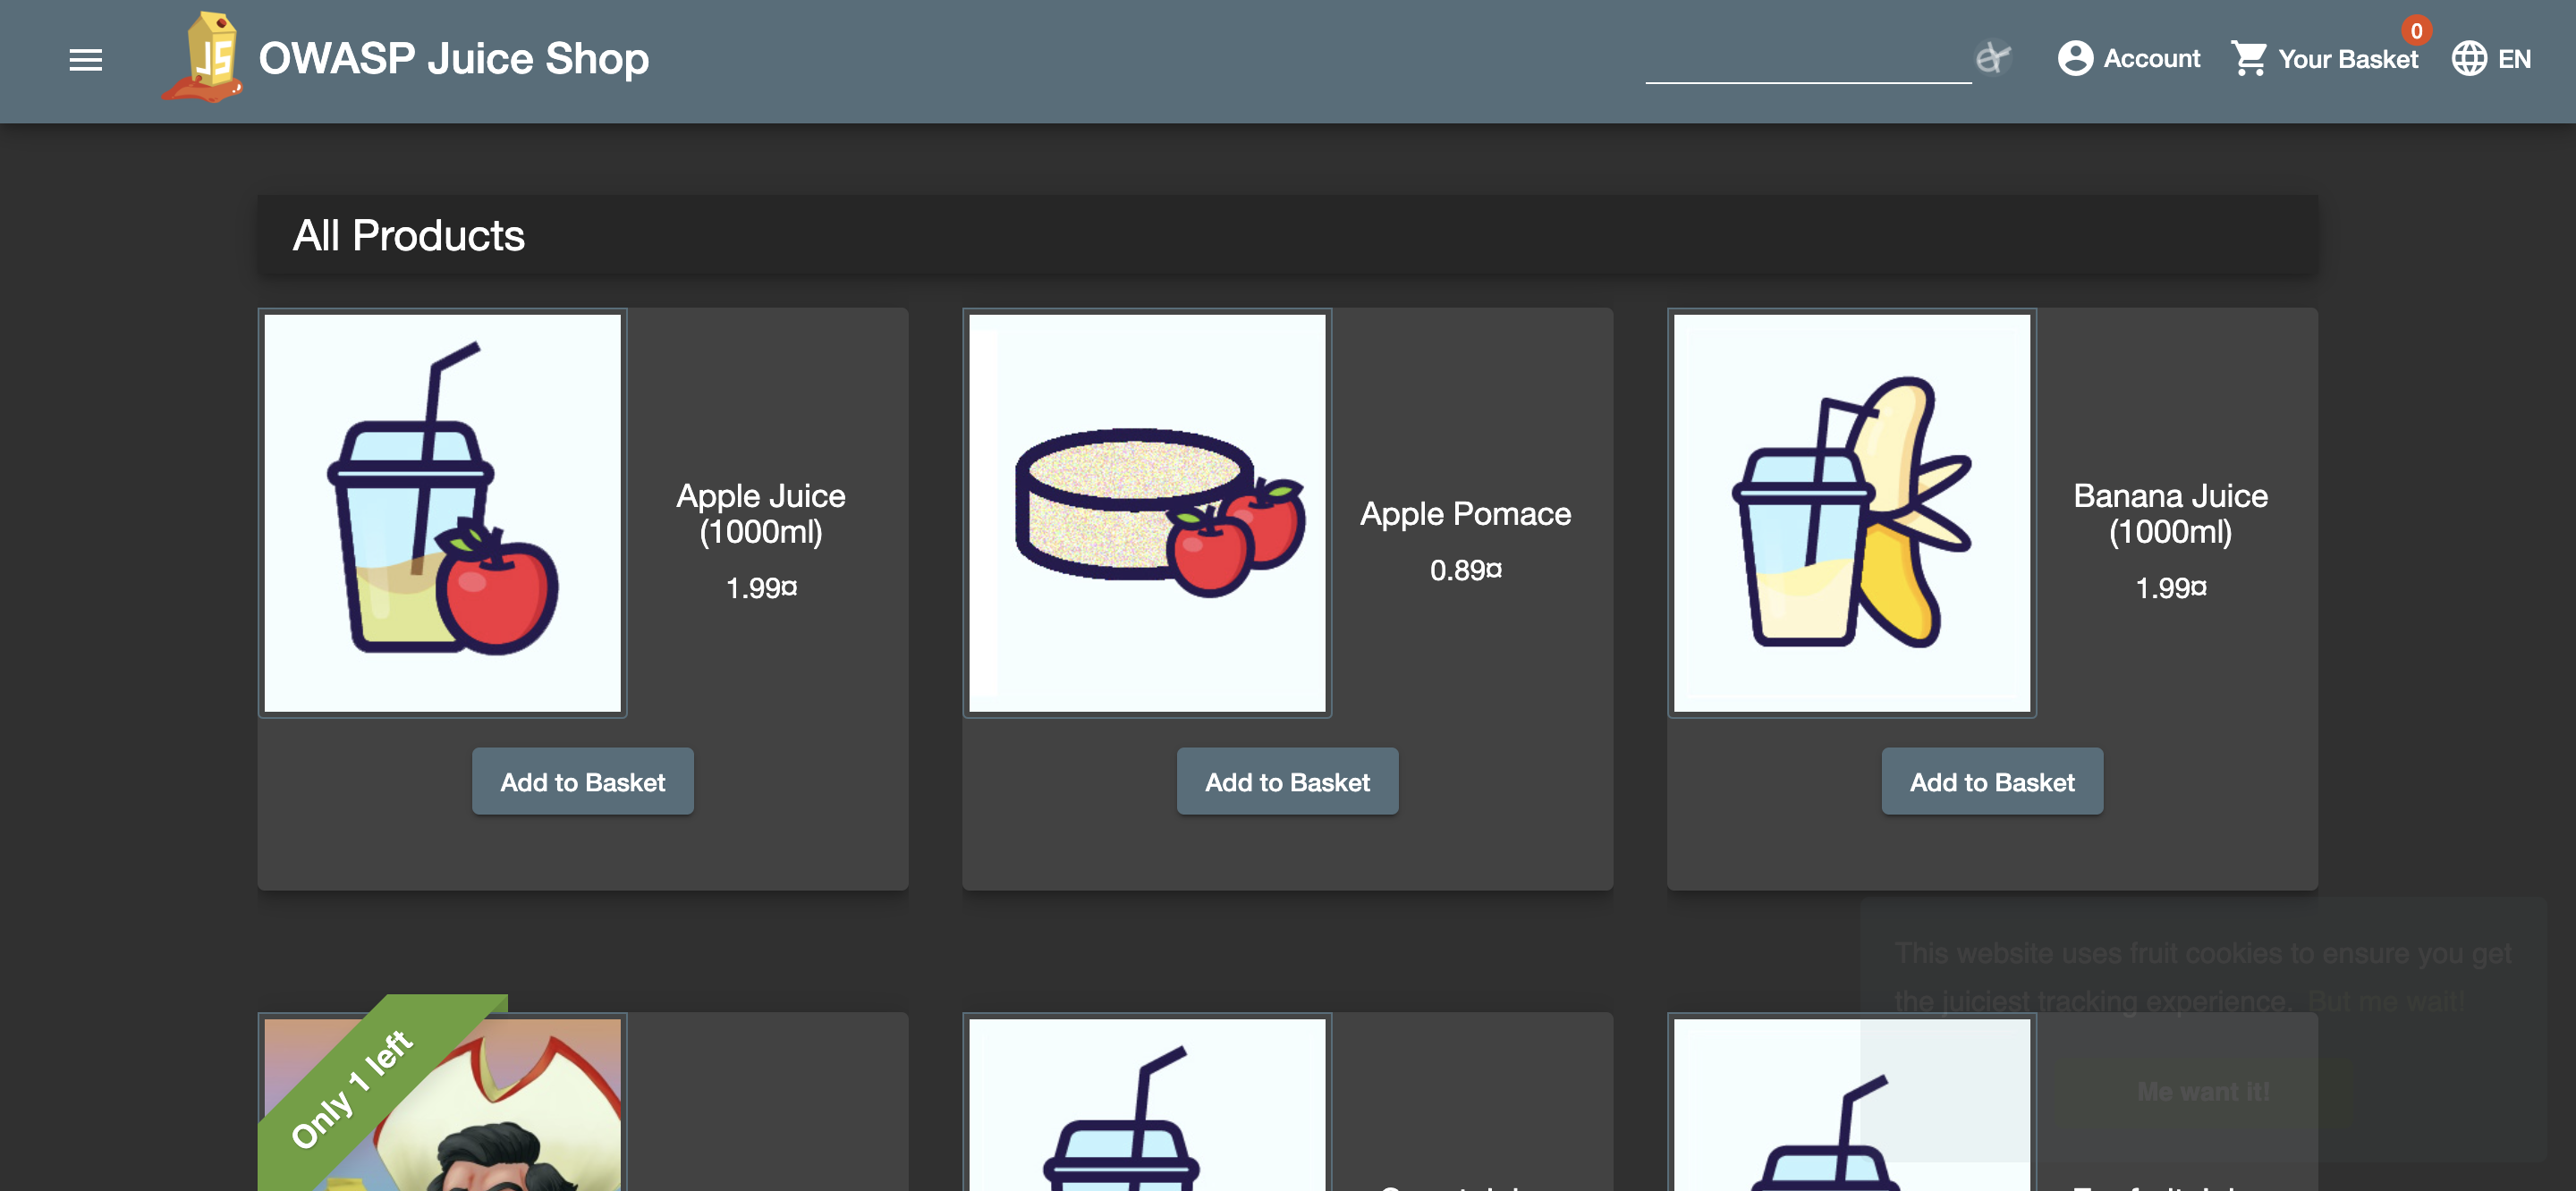 JS
OWASP Juice Shop
Account
0
Your Basket
EN
All Products
Apple Juice
(1000ml)
1.99¤
Add to Basket
Apple Pomace
0.89¤
Add to Basket
Banana Juice
(1000ml)
1.99¤
Add to Basket
This website uses fruit cookies to ensure you get
the juiciest tracking experience. But me wait!
Me want it!
Only 1 left